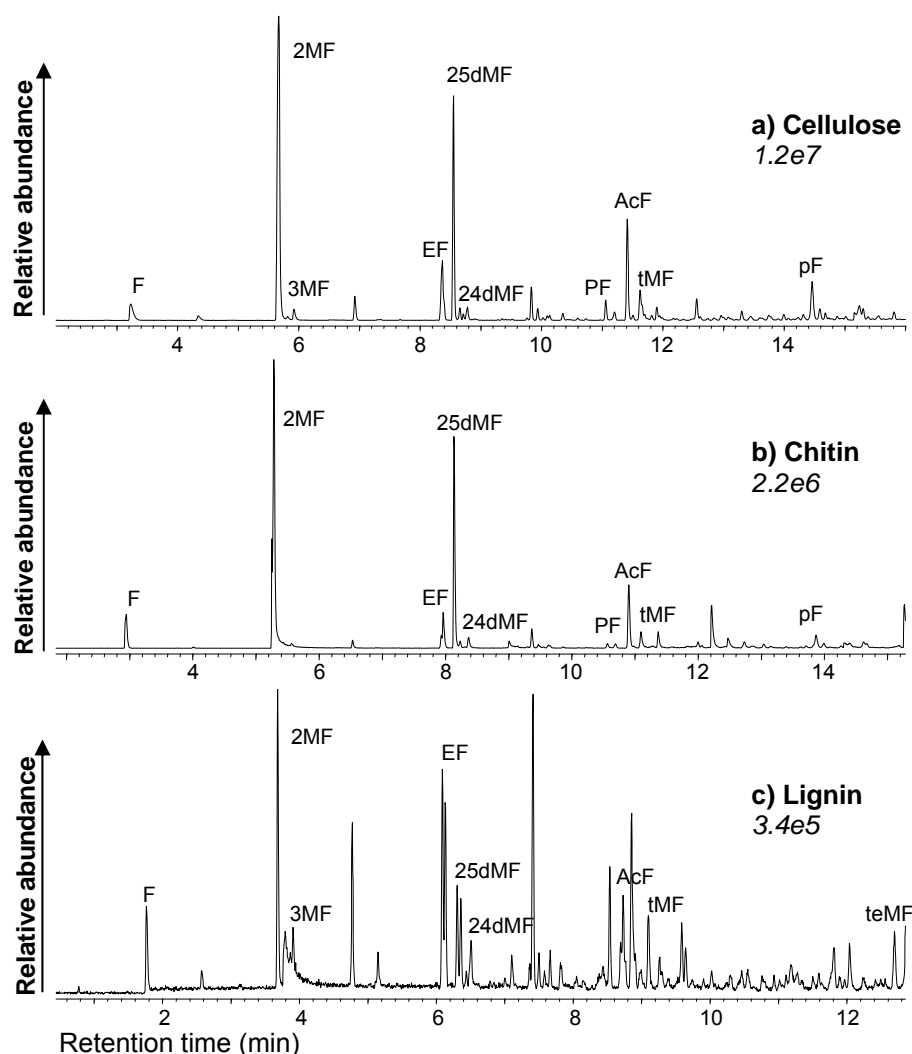 2MF
25dMF
a) Cellulose
1.2e7
AcF
EF
F
3MF
24dMF
PF
tMF
pF
Relative abundance
4 6 8 10 12 14
2MF
25dMF
b) Chitin
2.2e6
AcF
F
EF
24dMF
PF
tMF
pF
Relative abundance
4 6 8 10 12 14
2MF
EF
c) Lignin
3.4e5
25dMF
AcF
F
3MF
24dMF
tMF
teMF
Relative abundance
2 4 6 8 10 12
Retention time (min)